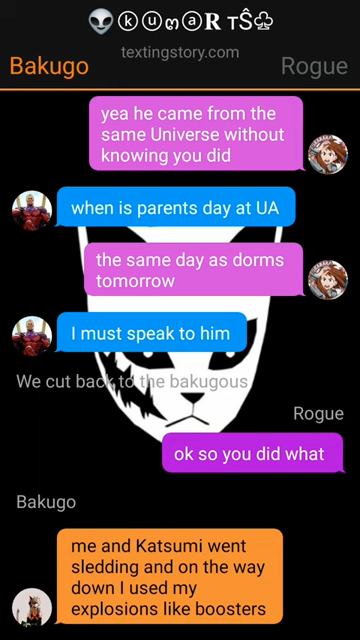 👽ⓚⓤⓜⓐ𝐑 тŜ♧
textingstory.com
Bakugo
Rogue
yea he came from the
same Universe without
knowing you did
when is parents day at UA
the same day as dorms
tomorrow
I must speak to him
We cut back to the bakugous
Rogue
ok so you did what
Bakugo
me and Katsumi went
sledding and on the way
down I used my
explosions like boosters